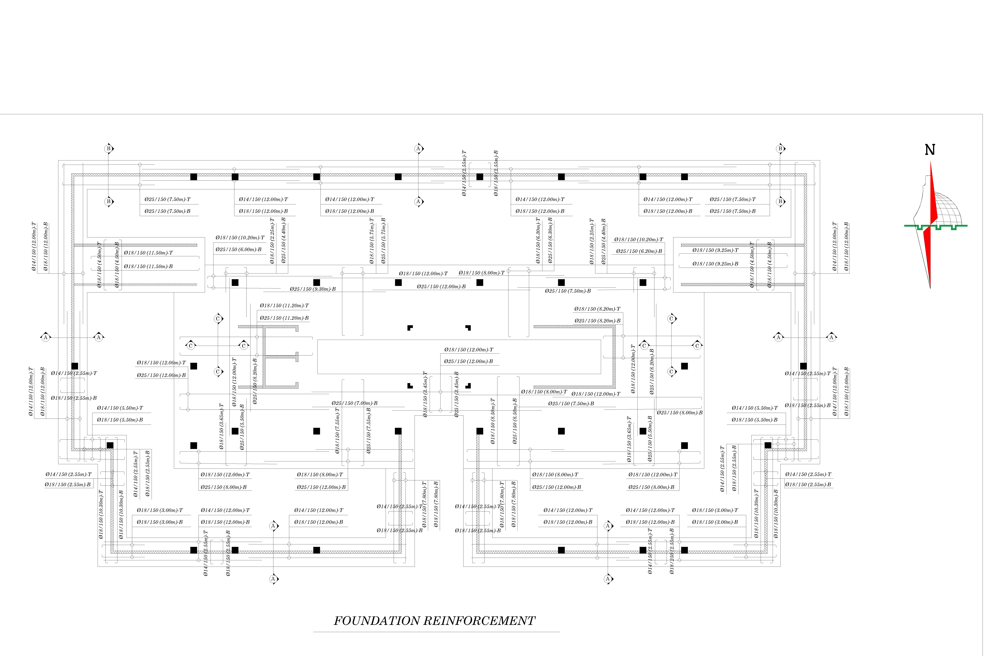 N
B
A
B
Ø14/150 (2.55m)-T
Ø18/150 (2.55m)-B
B
A
B
Ø25/150 (7.50m)-T
Ø25/150 (7.50m)-B
Ø14/150 (12.00m)-T
Ø18/150 (12.00m)-B
Ø14/150 (12.00m)-T
Ø18/150 (12.00m)-B
Ø14/150 (12.00m)-T
Ø18/150 (12.00m)-B
Ø14/150 (12.00m)-T
Ø18/150 (12.00m)-B
Ø25/150 (7.50m)-T
Ø25/150 (7.50m)-B
Ø14/150 (12.00m)-T
Ø18/150 (12.00m)-B
Ø18/150 (4.50m)-T
Ø18/150 (4.50m)-B
Ø18/150 (11.50m)-T
Ø18/150 (11.50m)-B
Ø18/150 (10.20m)-T
Ø25/150 (6.00m)-B
Ø18/150 (2.25m)-T
Ø25/150 (4.40m)-B
Ø18/150 (5.75m)-T
Ø25/150 (5.75m)-B
Ø18/150 (6.30m)-T
Ø25/150 (6.30m)-B
Ø18/150 (2.25m)-T
Ø25/150 (4.40m)-B
Ø18/150 (10.20m)-T
Ø25/150 (6.20m)-B
Ø18/150 (9.25m)-T
Ø18/150 (9.25m)-B
Ø18/150 (4.50m)-T
Ø18/150 (4.50m)-B
Ø14/150 (12.00m)-T
Ø18/150 (12.00m)-B
Ø18/150 (12.00m)-T
Ø18/150 (8.00m)-T
Ø25/150 (9.30m)-B
Ø25/150 (12.00m)-B
Ø25/150 (7.50m)-B
Ø18/150 (11.20m)-T
Ø25/150 (11.20m)-B
Ø18/150 (8.20m)-T
Ø25/150 (8.20m)-B
C
C
A
A
A
A
C
C
C
C
Ø18/150 (12.00m)-T
Ø25/150 (12.00m)-B
Ø18/150 (12.00m)-T
Ø25/150 (12.00m)-B
C
C
Ø14/150 (12.00m)-T
Ø18/150 (12.00m)-B
Ø14/150 (2.55m)-T
Ø18/150 (2.55m)-B
Ø18/150 (12.00m)-T
Ø25/150 (8.20m)-B
Ø18/150 (3.45m)-T
Ø25/150 (3.45m)-B
Ø18/150 (12.00m)-T
Ø25/150 (8.20m)-B
Ø14/150 (2.55m)-T
Ø18/150 (2.55m)-B
Ø14/150 (12.00m)-T
Ø18/150 (12.00m)-B
Ø18/150 (8.00m)-T
Ø18/150 (12.00m)-T
Ø25/150 (7.00m)-B
Ø25/150 (7.50m)-B
Ø25/150 (8.00m)-B
Ø14/150 (5.50m)-T
Ø18/150 (5.50m)-B
Ø18/150 (3.65m)-T
Ø25/150 (5.50m)-B
Ø18/150 (7.55m)-T
Ø25/150 (7.55m)-B
Ø18/150 (8.50m)-T
Ø25/150 (8.50m)-B
Ø18/150 (3.65m)-T
Ø25/150 (5.50m)-B
Ø14/150 (5.50m)-T
Ø18/150 (5.50m)-B
Ø14/150 (2.55m)-T
Ø18/150 (2.55m)-B
Ø14/150 (2.55m)-T
Ø18/150 (2.55m)-B
Ø18/150 (12.00m)-T
Ø25/150 (8.00m)-B
Ø18/150 (8.00m)-T
Ø25/150 (12.00m)-B
Ø18/150 (8.00m)-T
Ø25/150 (12.00m)-B
Ø18/150 (12.00m)-T
Ø25/150 (8.00m)-B
Ø14/150 (2.55m)-T
Ø18/150 (2.55m)-B
Ø14/150 (2.55m)-T
Ø18/150 (2.55m)-B
Ø18/150 (10.30m)-T
Ø18/150 (10.30m)-B
Ø18/150 (3.00m)-T
Ø18/150 (3.00m)-B
Ø14/150 (12.00m)-T
Ø18/150 (12.00m)-B
Ø14/150 (12.00m)-T
Ø18/150 (12.00m)-B
Ø14/150 (2.55m)-T
Ø18/150 (2.55m)-B
Ø18/150 (7.80m)-T
Ø18/150 (7.80m)-B
Ø14/150 (2.55m)-T
Ø18/150 (2.55m)-B
Ø18/150 (7.80m)-T
Ø18/150 (7.80m)-B
Ø14/150 (12.00m)-T
Ø18/150 (12.00m)-B
Ø14/150 (12.00m)-T
Ø18/150 (12.00m)-B
Ø18/150 (3.00m)-T
Ø18/150 (3.00m)-B
Ø18/150 (10.30m)-T
Ø18/150 (10.30m)-B
A
A
Ø14/150 (2.55m)-T
Ø18/150 (2.55m)-B
Ø14/150 (2.55m)-T
Ø18/250 (2.55m)-B
A
A
FOUNDATION REINFORCEMENT